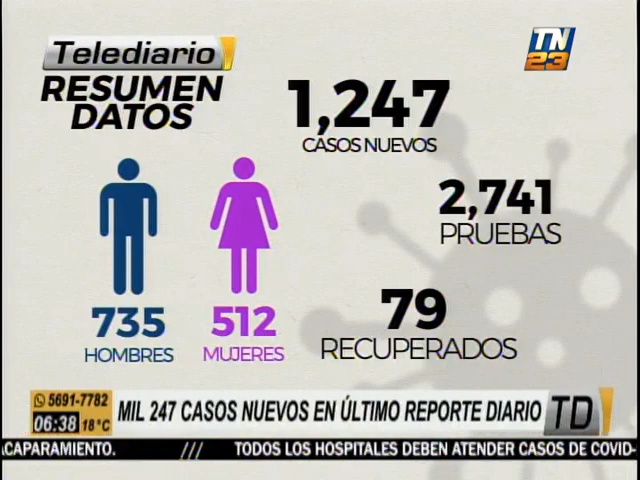 Telediario
TN
23
RESUMEN
DATOS
1,247
CASOS NUEVOS
2,741
PRUEBAS
735
HOMBRES
512
MUJERES
79
RECUPERADOS
5691-7782
06:38 18°C
MIL 247 CASOS NUEVOS EN ÚLTIMO REPORTE DIARIO
TD
ACAPARAMIENTO. /// TODOS LOS HOSPITALES DEBEN ATENDER CASOS DE COVID-